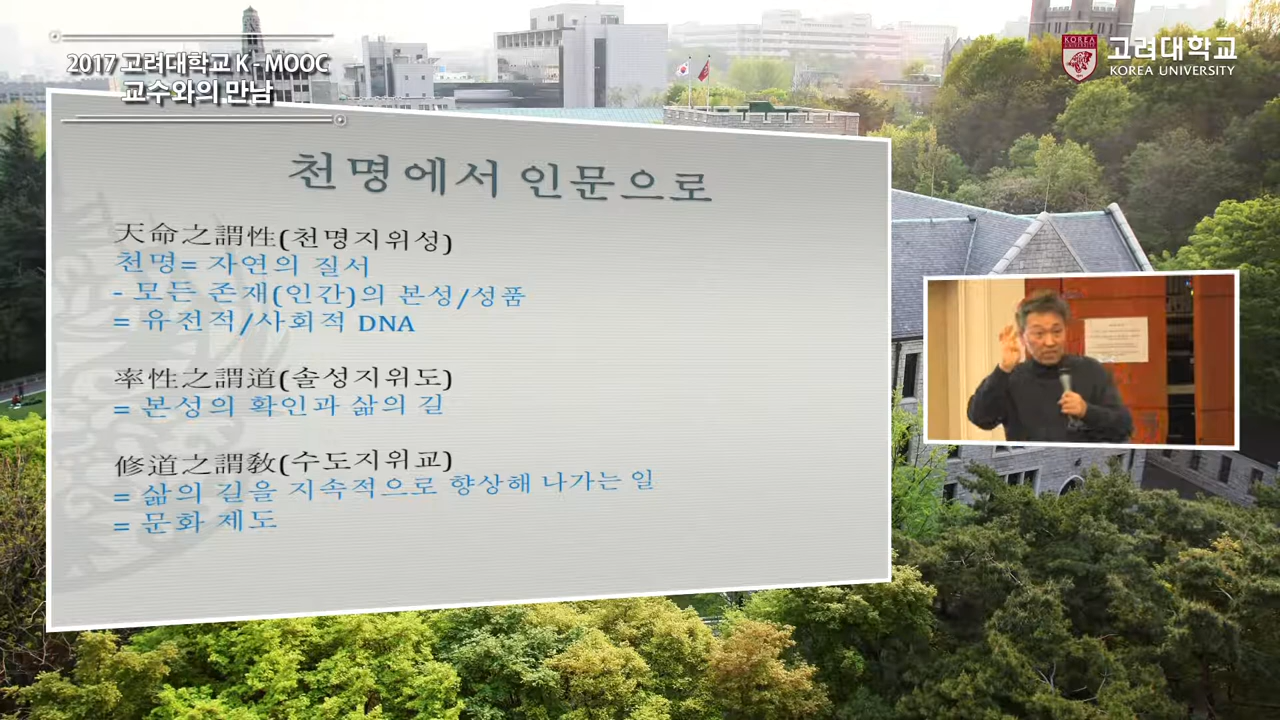 2017 고려대학교 K - MOOC
교수와의 만남
KOREA
UNIVERSITY
고려대학교
KOREA UNIVERSITY
천명에서 인문으로
天命之謂性(천명지위성)
천명= 자연의 질서
- 모든 존재(인간)의 본성/성품
= 유전적/사회적 DNA
率性之謂道(솔성지위도)
= 본성의 확인과 삶의 길
修道之謂敎(수도지위교)
= 삶의 길을 지속적으로 향상해 나가는 일
= 문화 제도